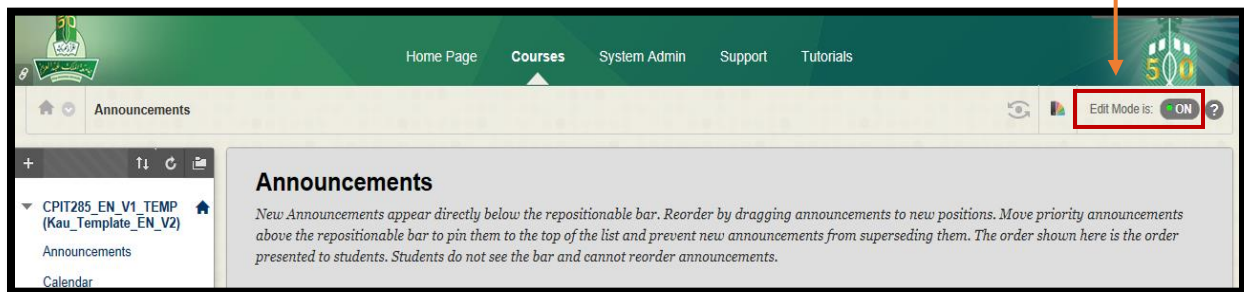 50
Home Page Courses System Admin Support Tutorials
500
Announcements
Edit Mode is: ON ?
CPIT285_EN_V1_TEMP
(Kau_Template_EN_V2)
Announcements
Calendar
Announcements
New Announcements appear directly below the repositionable bar. Reorder by dragging announcements to new positions. Move priority announcements
above the repositionable bar to pin them to the top of the list and prevent new announcements from superseding them. The order shown here is the order
presented to students. Students do not see the bar and cannot reorder announcements.